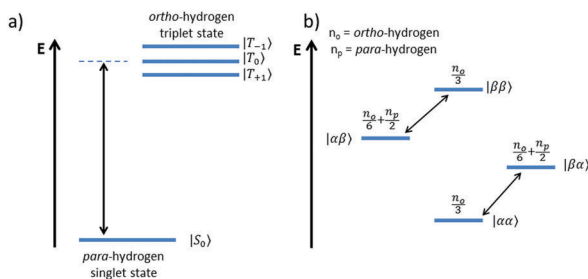 a)
E
ortho-hydrogen
triplet state
|T₋₁⟩
|T₀⟩
|T₊₁⟩
|S₀⟩
para-hydrogen
singlet state
b)
nₒ = ortho-hydrogen
nₚ = para-hydrogen
E
nₒ/3
|ββ⟩
nₒ/6 + nₚ/2
|αβ⟩
nₒ/6 + nₚ/2
|βα⟩
nₒ/3
|αα⟩